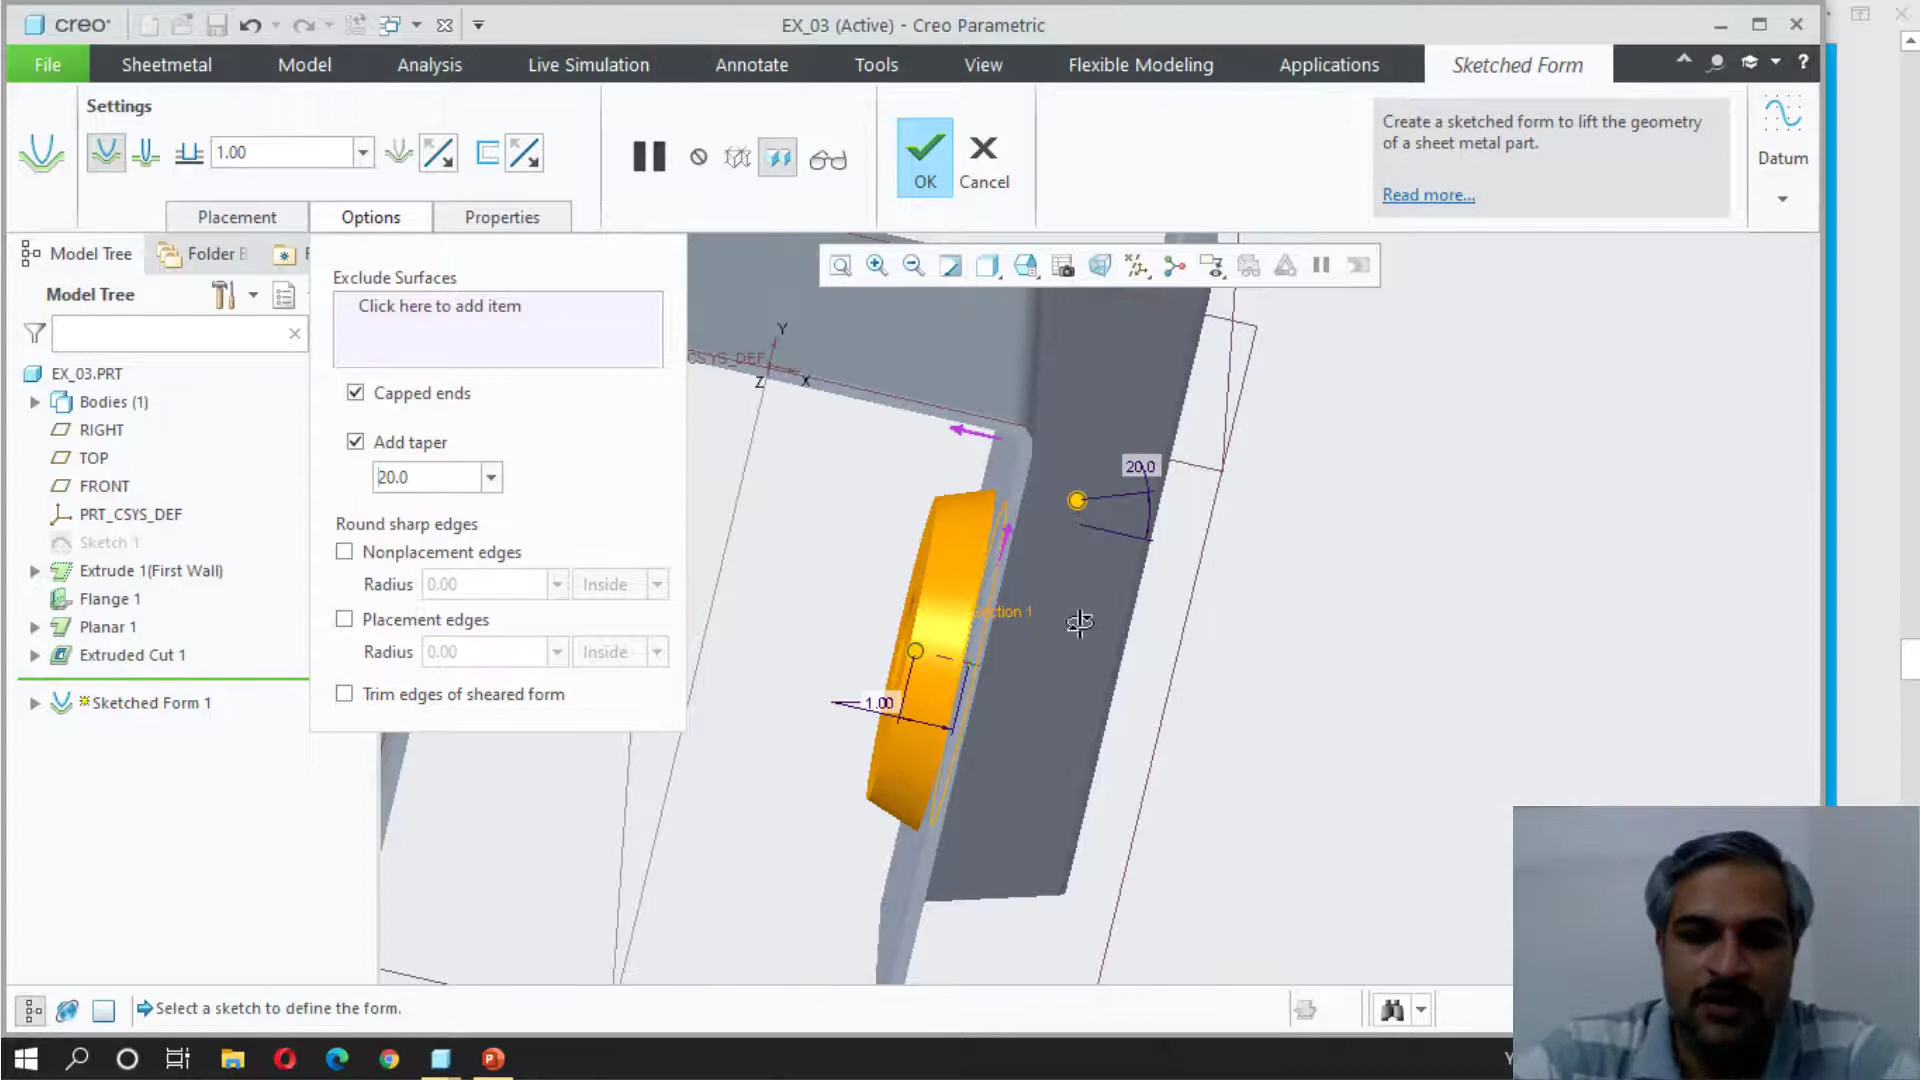 creo
EX_03 (Active) - Creo Parametric
File
Sheetmetal
Model
Analysis
Live Simulation
Annotate
Tools
View
Flexible Modeling
Applications
Sketched Form
?
Settings
1.00
OK
Cancel
Create a sketched form to lift the geometry
of a sheet metal part.
Read more...
Datum
Placement
Options
Properties
Model Tree
Folder
Model Tree
EX_03.PRT
Bodies (1)
RIGHT
TOP
FRONT
PRT_CSYS_DEF
Sketch 1
Extrude 1(First Wall)
Flange 1
Planar 1
Extruded Cut 1
Sketched Form 1
Exclude Surfaces
Click here to add item
Capped ends
Add taper
20.0
Round sharp edges
Nonplacement edges
Radius 0.00 Inside
Placement edges
Radius 0.00 Inside
Trim edges of sheared form
Y
CSYS_DEF
Z
X
20.0
ction 1
1.00
Select a sketch to define the form.